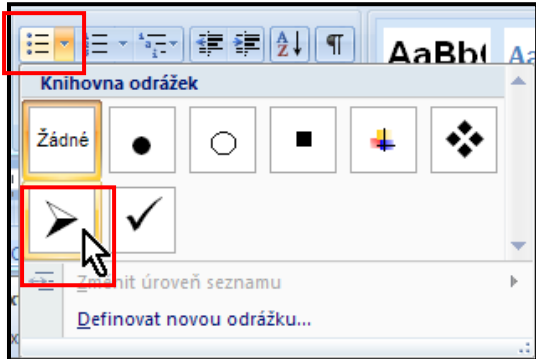 AaBb
Knihovna odrážek
Žádné
Změnit úroveň seznamu
Definovat novou odrážku...